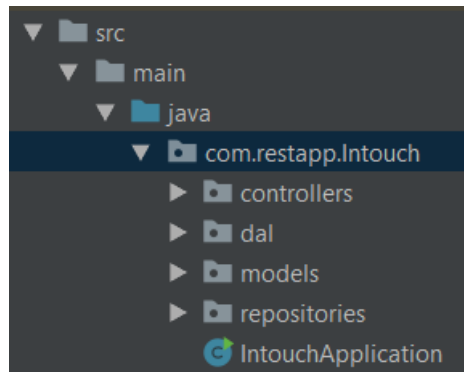 src
main
java
com.restapp.Intouch
controllers
dal
models
repositories
IntouchApplication